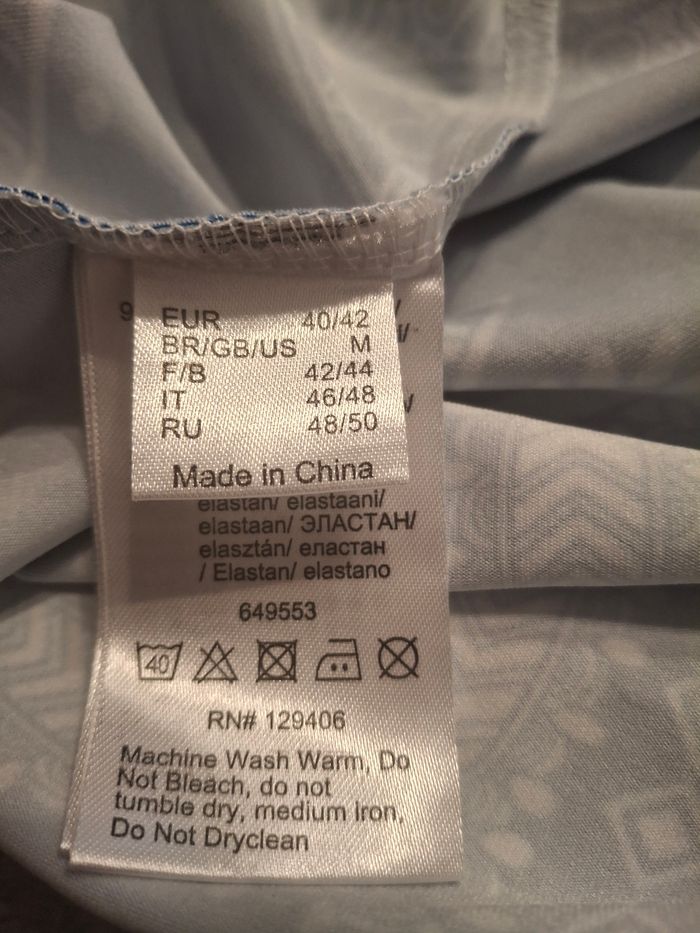 EUR 40/42
BR/GB/US M
F/B 42/44
IT 46/48
RU 48/50
Made in China
elastan/ elastaani/
elastaan/ ЭЛАСТАН/
elasztán/ еластан
/ Elastan/ elastano
649553
40
RN# 129406
Machine Wash Warm, Do
Not Bleach, do not
tumble dry, medium Iron,
Do Not Dryclean